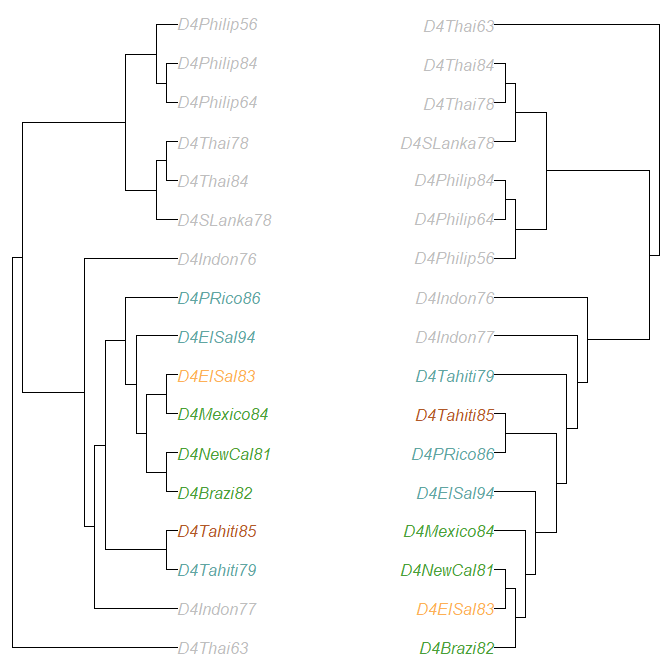 D4Philip56
D4Philip84
D4Philip64
D4Thai78
D4Thai84
D4SLanka78
D4Indon76
D4PRico86
D4ElSal94
D4ElSal83
D4Mexico84
D4NewCal81
D4Brazi82
D4Tahiti85
D4Tahiti79
D4Indon77
D4Thai63
D4Thai63
D4Thai84
D4Thai78
D4SLanka78
D4Philip84
D4Philip64
D4Philip56
D4Indon76
D4Indon77
D4Tahiti79
D4Tahiti85
D4PRico86
D4ElSal94
D4Mexico84
D4NewCal81
D4ElSal83
D4Brazi82